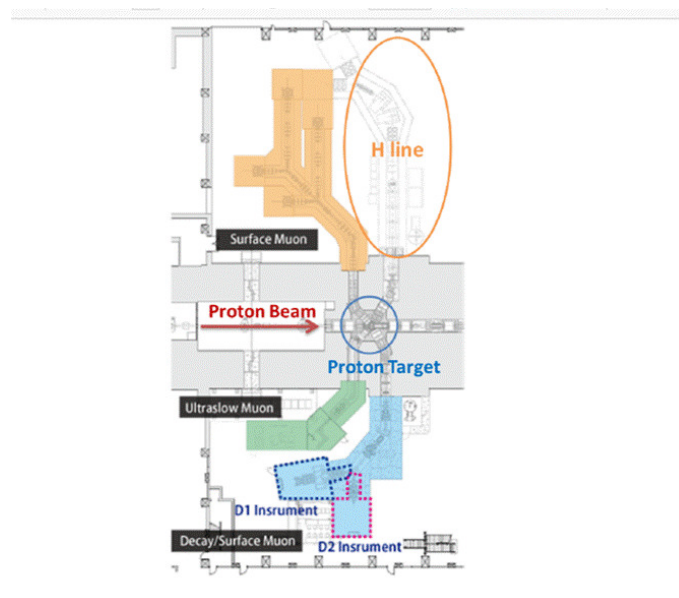 H line
Surface Muon
Proton Beam
Proton Target
Ultraslow Muon
D1 Insrument
Decay/Surface Muon
D2 Insrument